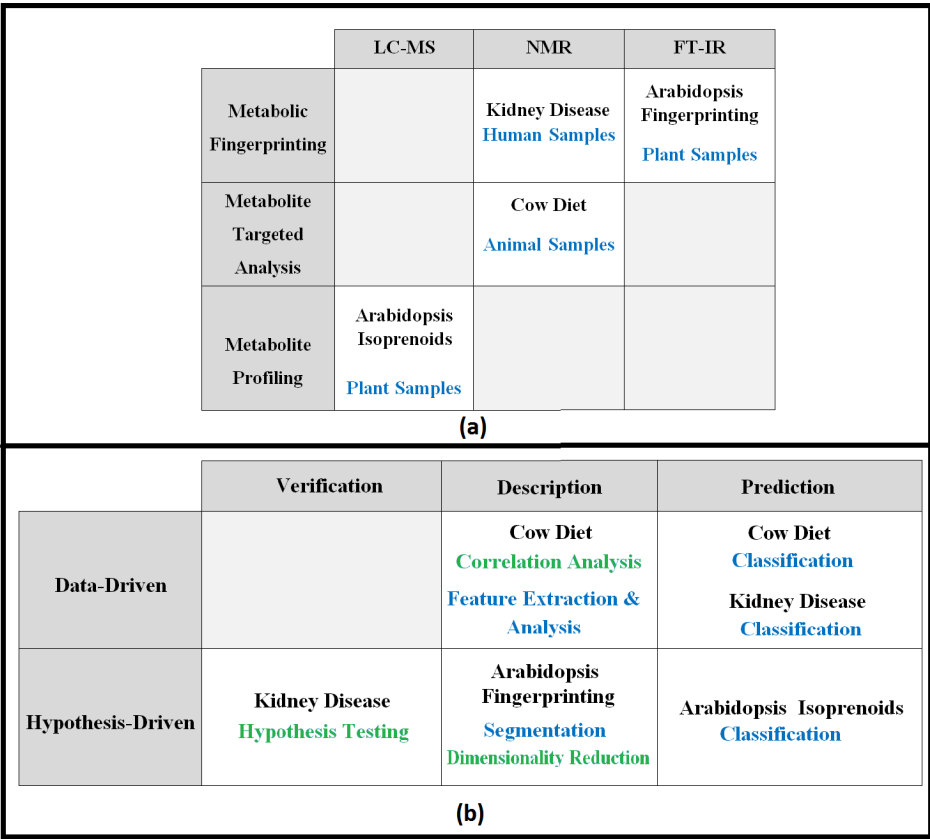 LC-MS NMR FT-IR
Metabolic
Fingerprinting
Kidney Disease
Human Samples
Arabidopsis
Fingerprinting
Plant Samples
Metabolite
Targeted
Analysis
Cow Diet
Animal Samples
Metabolite
Profiling
Arabidopsis
Isoprenoids
Plant Samples
(a)
Verification Description Prediction
Data-Driven
Cow Diet
Correlation Analysis
Feature Extraction &
Analysis
Cow Diet
Classification
Kidney Disease
Classification
Hypothesis-Driven
Kidney Disease
Hypothesis Testing
Arabidopsis
Fingerprinting
Segmentation
Dimensionality Reduction
Arabidopsis Isoprenoids
Classification
(b)